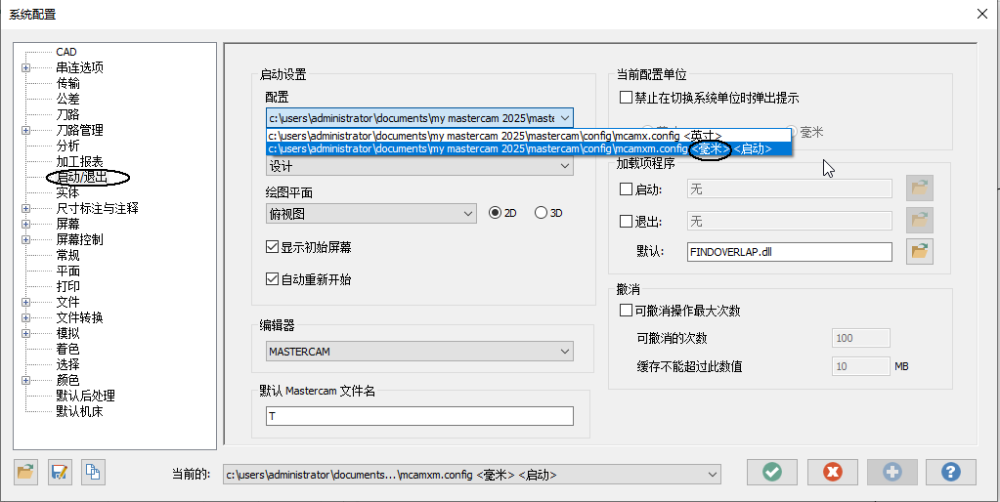 系统配置
CAD
串连选项
传输
公差
刀路
刀路管理
分析
加工报表
启动/退出
实体
尺寸标注与注释
屏幕
屏幕控制
常规
平面
打印
文件
文件转换
模拟
着色
选择
颜色
默认后处理
默认机床
启动设置
配置
c:\users\administrator\documents\my mastercam 2025\maste
c:\users\administrator\documents\my mastercam 2025\mastercam\config\mcamx.config <英寸>
c:\users\administrator\documents\my mastercam 2025\mastercam\config\mcamxm.config <毫米> <启动>
设计
绘图平面
俯视图
2D
3D
显示初始屏幕
自动重新开始
编辑器
MASTERCAM
默认 Mastercam 文件名
T
当前配置单位
禁止在切换系统单位时弹出提示
毫米
加载项程序
启动:
无
退出:
无
默认:
FINDOVERLAP.dll
撤消
可撤消操作最大次数
可撤消的次数
100
缓存不能超过此数值
10
MB
当前的:
c:\users\administrator\documents...\mcamxm.config <毫米> <启动>